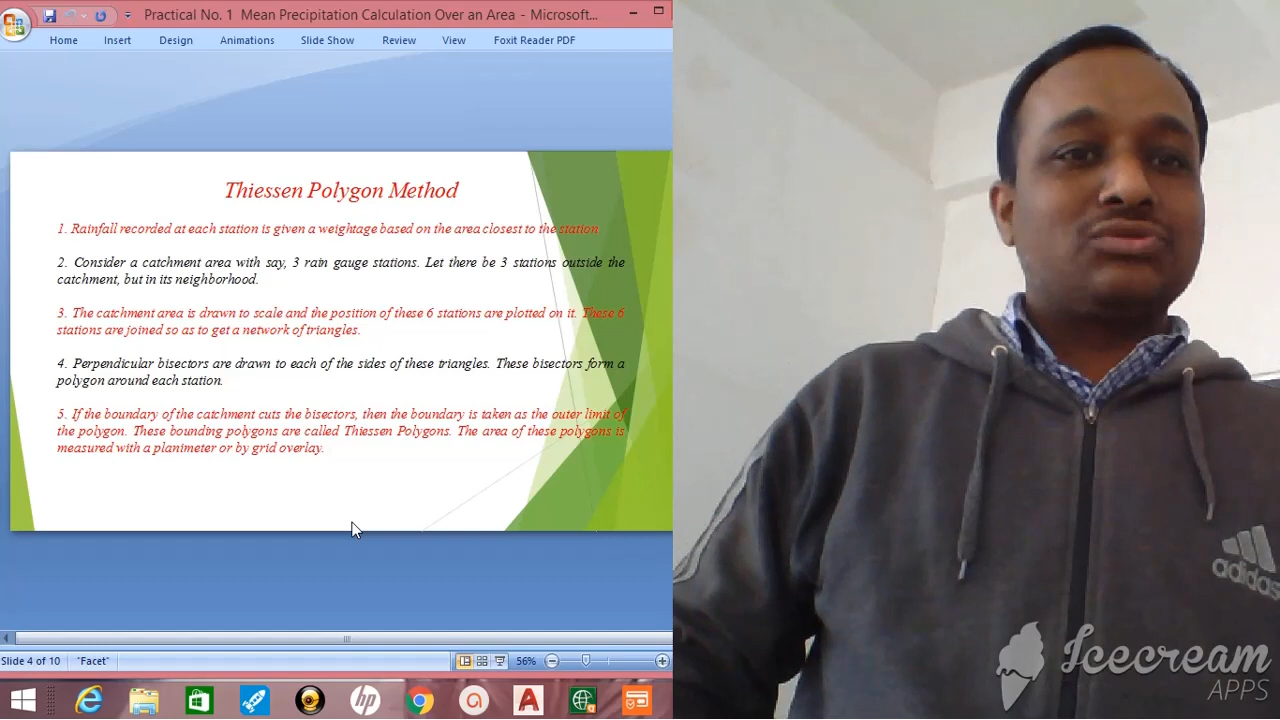 Practical No. 1  Mean Precipitation Calculation Over an Area - Microsoft...
Home Insert Design Animations Slide Show Review View Foxit Reader PDF
Thiessen Polygon Method
1. Rainfall recorded at each station is given a weightage based on the area closest to the station
2. Consider a catchment area with say, 3 rain gauge stations. Let there be 3 stations outside the
catchment, but in its neighborhood.
3. The catchment area is drawn to scale and the position of these 6 stations are plotted on it. These 6
stations are joined so as to get a network of triangles.
4. Perpendicular bisectors are drawn to each of the sides of these triangles. These bisectors form a
polygon around each station.
5. If the boundary of the catchment cuts the bisectors, then the boundary is taken as the outer limit of
the polygon. These bounding polygons are called Thiessen Polygons. The area of these polygons is
measured with a planimeter or by grid overlay.
Slide 4 of 10 "Facet" 56%
hp
adidas
Icecream
APPS